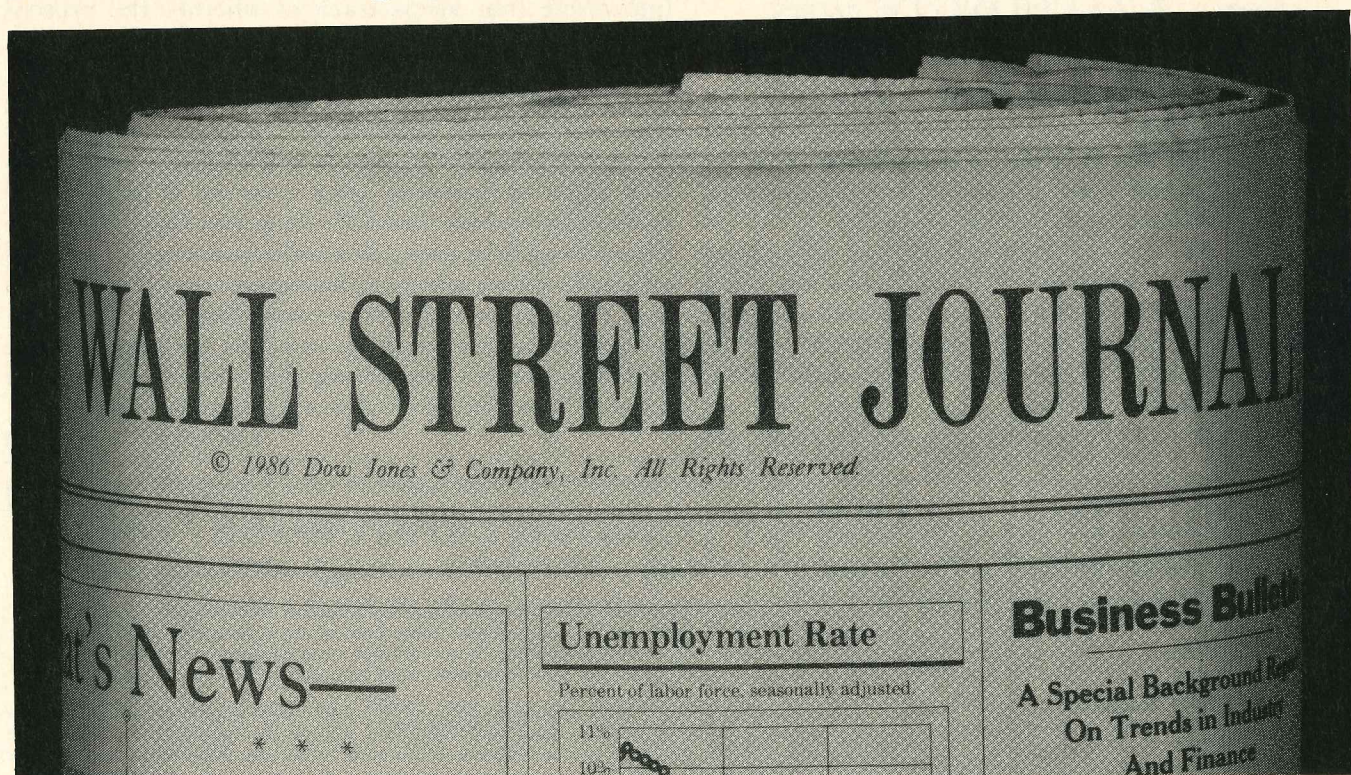 WALL STREET JOURNAL.
© 1986 Dow Jones & Company, Inc. All Rights Reserved.
News—
* * *
Unemployment Rate
Percent of labor force, seasonally adjusted.
11%
10%
Business
A Special Background
On Trends in Industry
And Finance